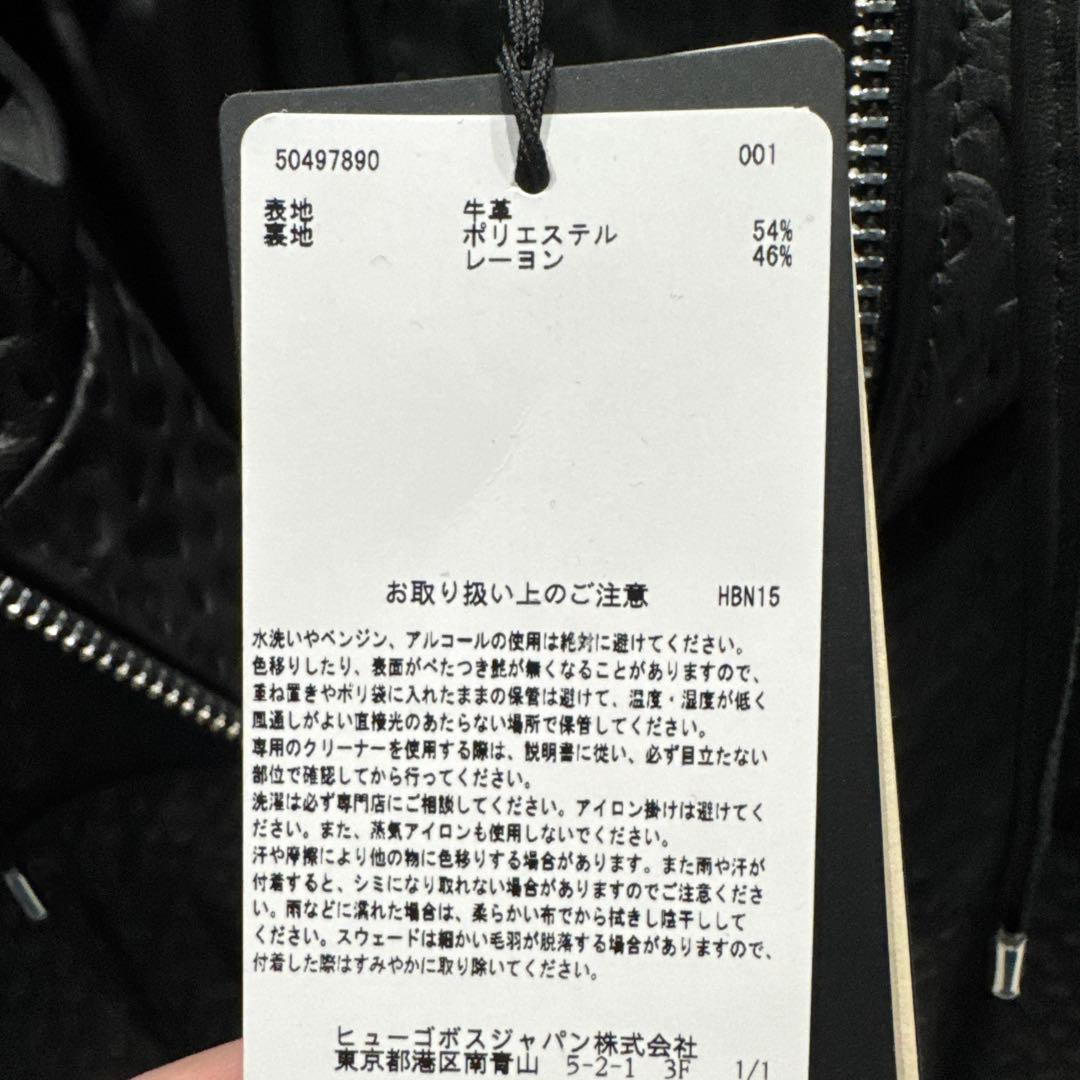 50497890 001
表地 牛革
裏地 ポリエステル 54%
レーヨン 46%
お取り扱い上のご注意 HBN15
水洗いやベンジン、アルコールの使用は絶対に避けてください。
色移りしたり、表面がべたつき艶が無くなることがありますので、
重ね置きやポリ袋に入れたままの保管は避けて、温度・湿度が低く
風通しがよい直接光のあたらない場所で保管してください。
専用のクリーナーを使用する際は、説明書に従い、必ず目立たない
部位で確認してから行ってください。
洗濯は必ず専門店にご相談してください。アイロン掛けは避けてく
ださい。また、蒸気アイロンも使用しないでください。
汗や摩擦により他の物に色移りする場合があります。また雨や汗が
付着すると、シミになり取れない場合がありますのでご注意くださ
い。雨などに濡れた場合は、柔らかい布でから拭きし陰干しして
ください。スウェードは細かい毛羽が脱落する場合がありますので、
付着した際はすみやかに取り除いてください。
ヒューゴボスジャパン株式会社
東京都港区南青山 5-2-1 3F 1/1